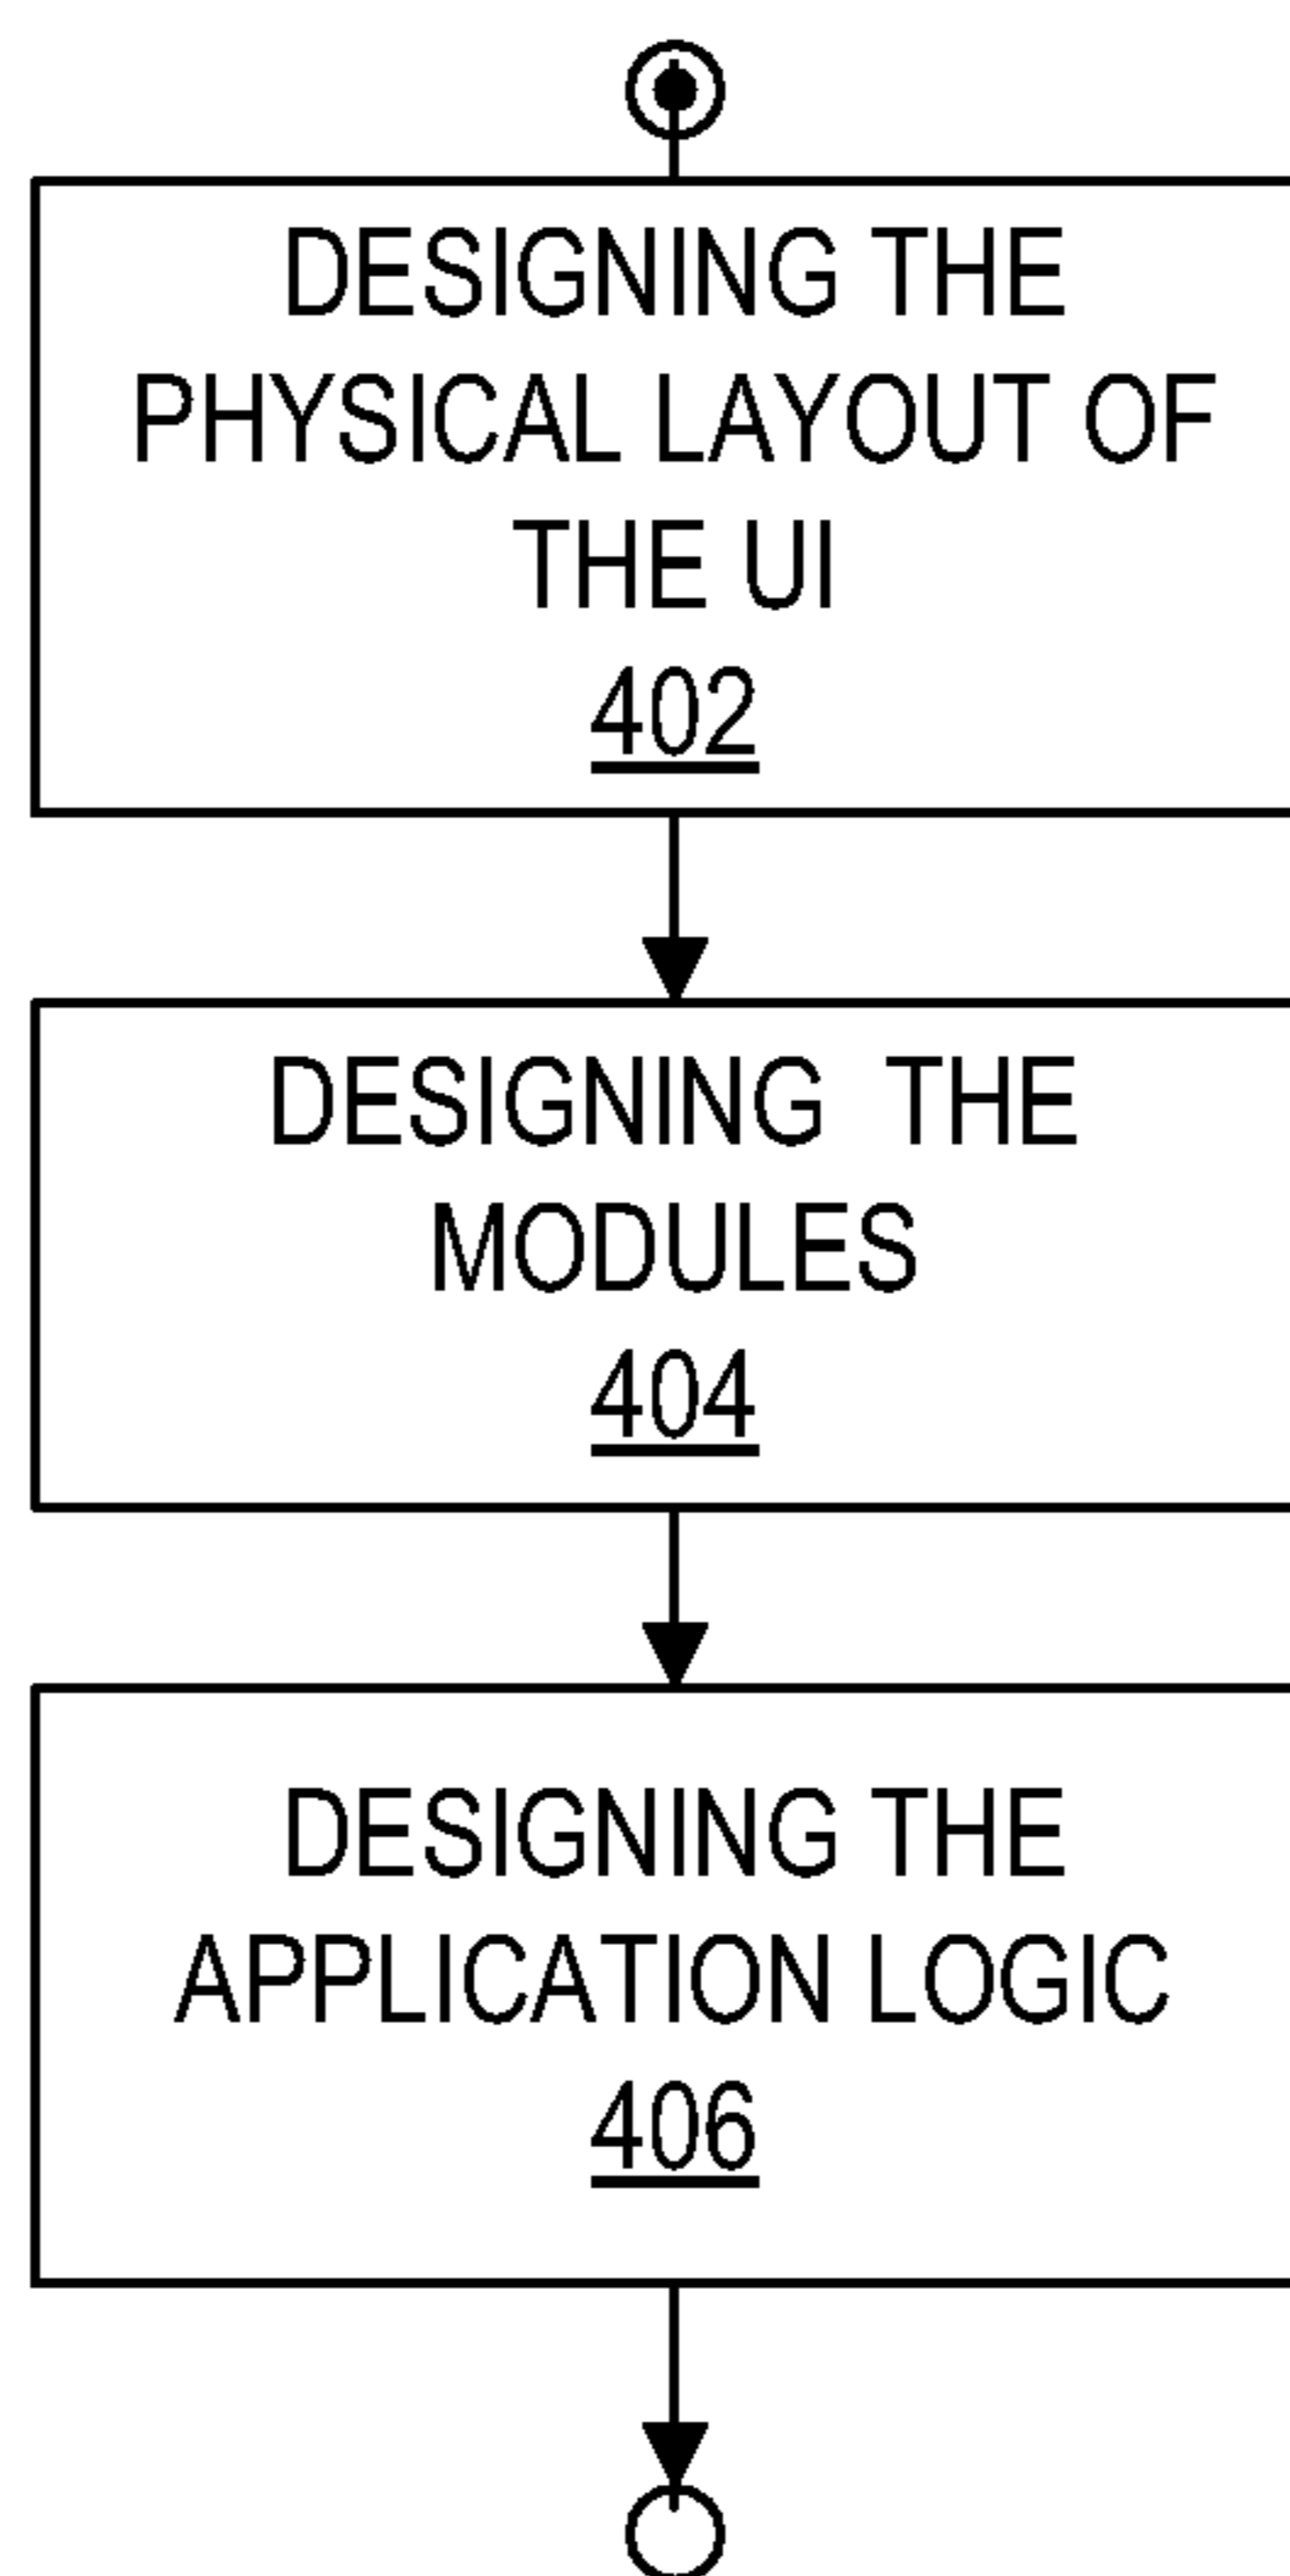 DESIGNING THE
PHYSICAL LAYOUT OF
THE UI
402
DESIGNING THE
MODULES
404
DESIGNING THE
APPLICATION LOGIC
406